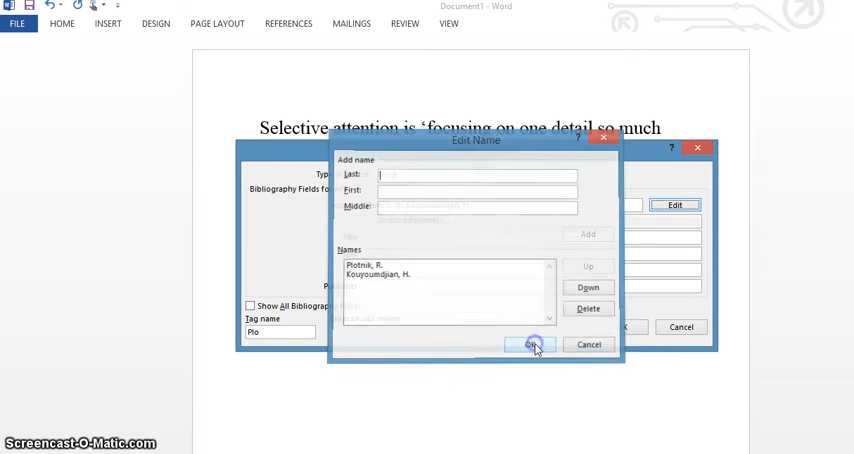 Document1 - Word
FILE HOME INSERT DESIGN PAGE LAYOUT REFERENCES MAILINGS REVIEW VIEW
Selective attention is ‘focusing on one detail so much
Edit Name
? ×
? ×
Add name
Last:
First:
Middle:
Add
Names
Plotnik, R.
Kouyoumdjian, H.
Up
Down
Delete
OK Cancel
Bibliography Fields for
Edit
Show All Bibliography
Tag name
Plo
Cancel
Screencast-O-Matic.com